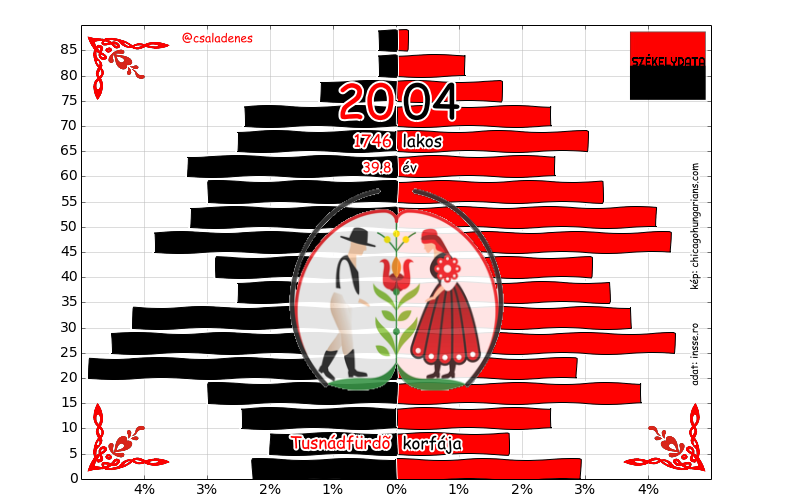 @csaladenes
SZÉKELYDATA
2004
1746 lakos
39.8 év
kép: chicagohungarians.com
adat: insse.ro
Tusnádfürdő korfája
85
80
75
70
65
60
55
50
45
40
35
30
25
20
15
10
5
0
4% 3% 2% 1% 0% 1% 2% 3% 4%